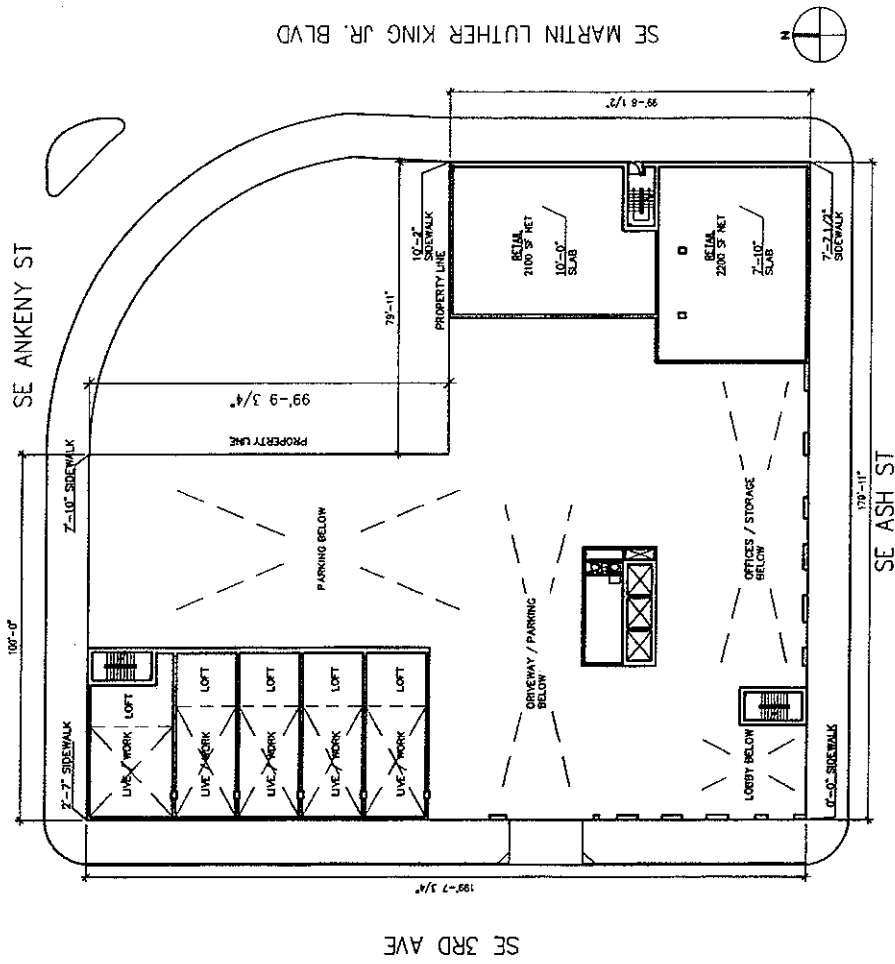 SE MARTIN LUTHER KING JR. BLVD
N
SE ANKENY ST
99'-8 1/2"
10'-2"
SIDEWALK
PROPERTY LINE
79'-11"
RETAIL
2100 SF NET
10'-0"
SLAB
RETAIL
2200 SF NET
7'-10"
SLAB
7'-7 1/2"
SIDEWALK
99'-9 3/4"
PROPERTY LINE
7'-10" SIDEWALK
100'-0"
2'-7" SIDEWALK
PARKING BELOW
DRIVEWAY / PARKING
BELOW
OFFICES / STORAGE
BELOW
179'-11"
SE ASH ST
LOFT
LIVE / WORK
LOFT
LIVE / WORK
LOFT
LIVE / WORK
LOFT
LIVE / WORK
LOFT
LIVE / WORK
LOBBY BELOW
0'-0" SIDEWALK
199'-7 3/4"
SE 3RD AVE